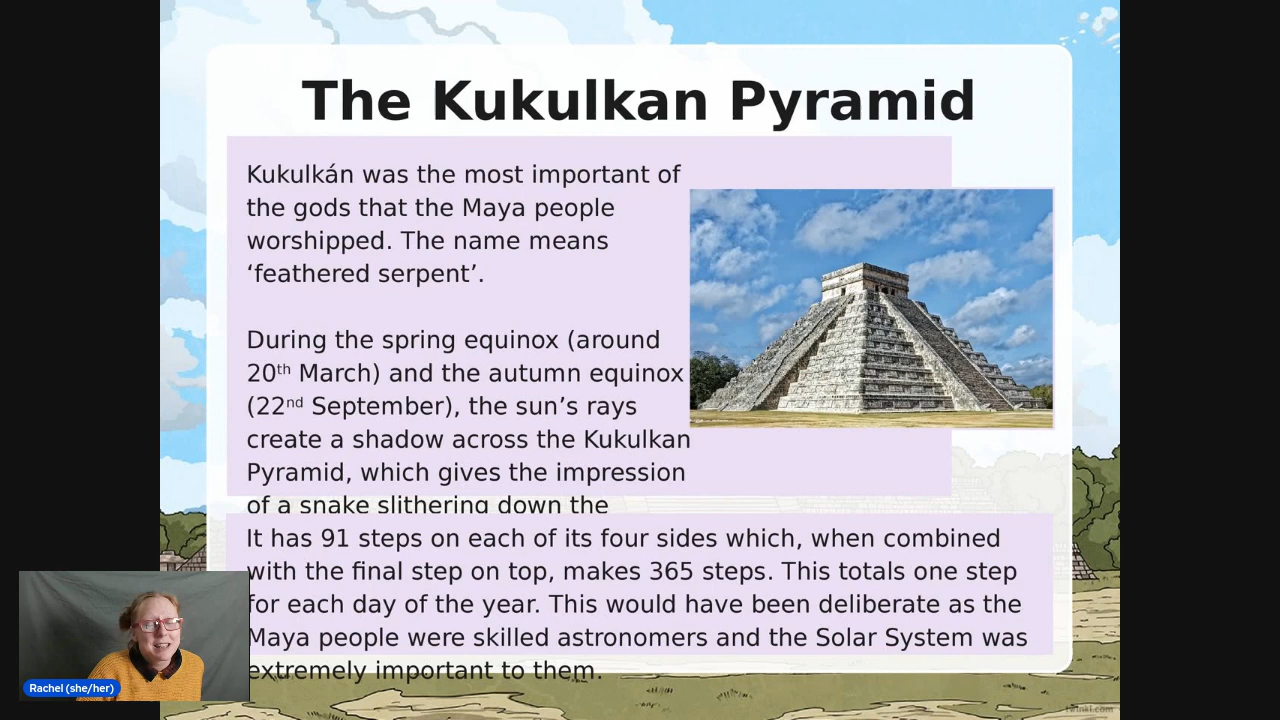 The Kukulkan Pyramid
Kukulkán was the most important of
the gods that the Maya people
worshipped. The name means
‘feathered serpent’.
During the spring equinox (around
20th March) and the autumn equinox
(22nd September), the sun’s rays
create a shadow across the Kukulkan
Pyramid, which gives the impression
of a snake slithering down the
It has 91 steps on each of its four sides which, when combined
with the final step on top, makes 365 steps. This totals one step
for each day of the year. This would have been deliberate as the
Maya people were skilled astronomers and the Solar System was
extremely important to them.
Rachel (she/her)
twinkl.com